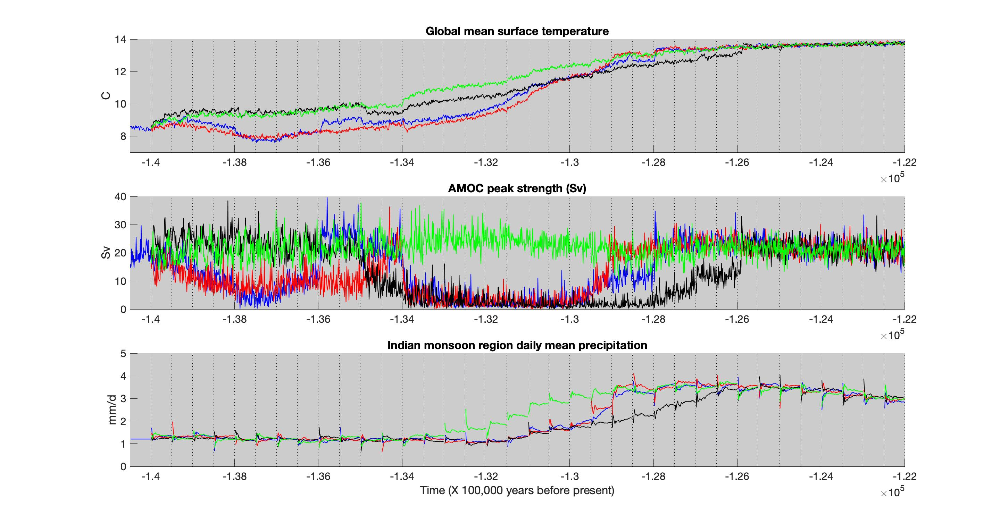 Global mean surface temperature
14
12
10
8
C
-1.4 -1.38 -1.36 -1.34 -1.32 -1.3 -1.28 -1.26 -1.24 -1.22
×10⁵
AMOC peak strength (Sv)
40
30
20
10
0
Sv
-1.4 -1.38 -1.36 -1.34 -1.32 -1.3 -1.28 -1.26 -1.24 -1.22
×10⁵
Indian monsoon region daily mean precipitation
5
4
3
2
1
0
mm/d
-1.4 -1.38 -1.36 -1.34 -1.32 -1.3 -1.28 -1.26 -1.24 -1.22
Time (X 100,000 years before present)
×10⁵